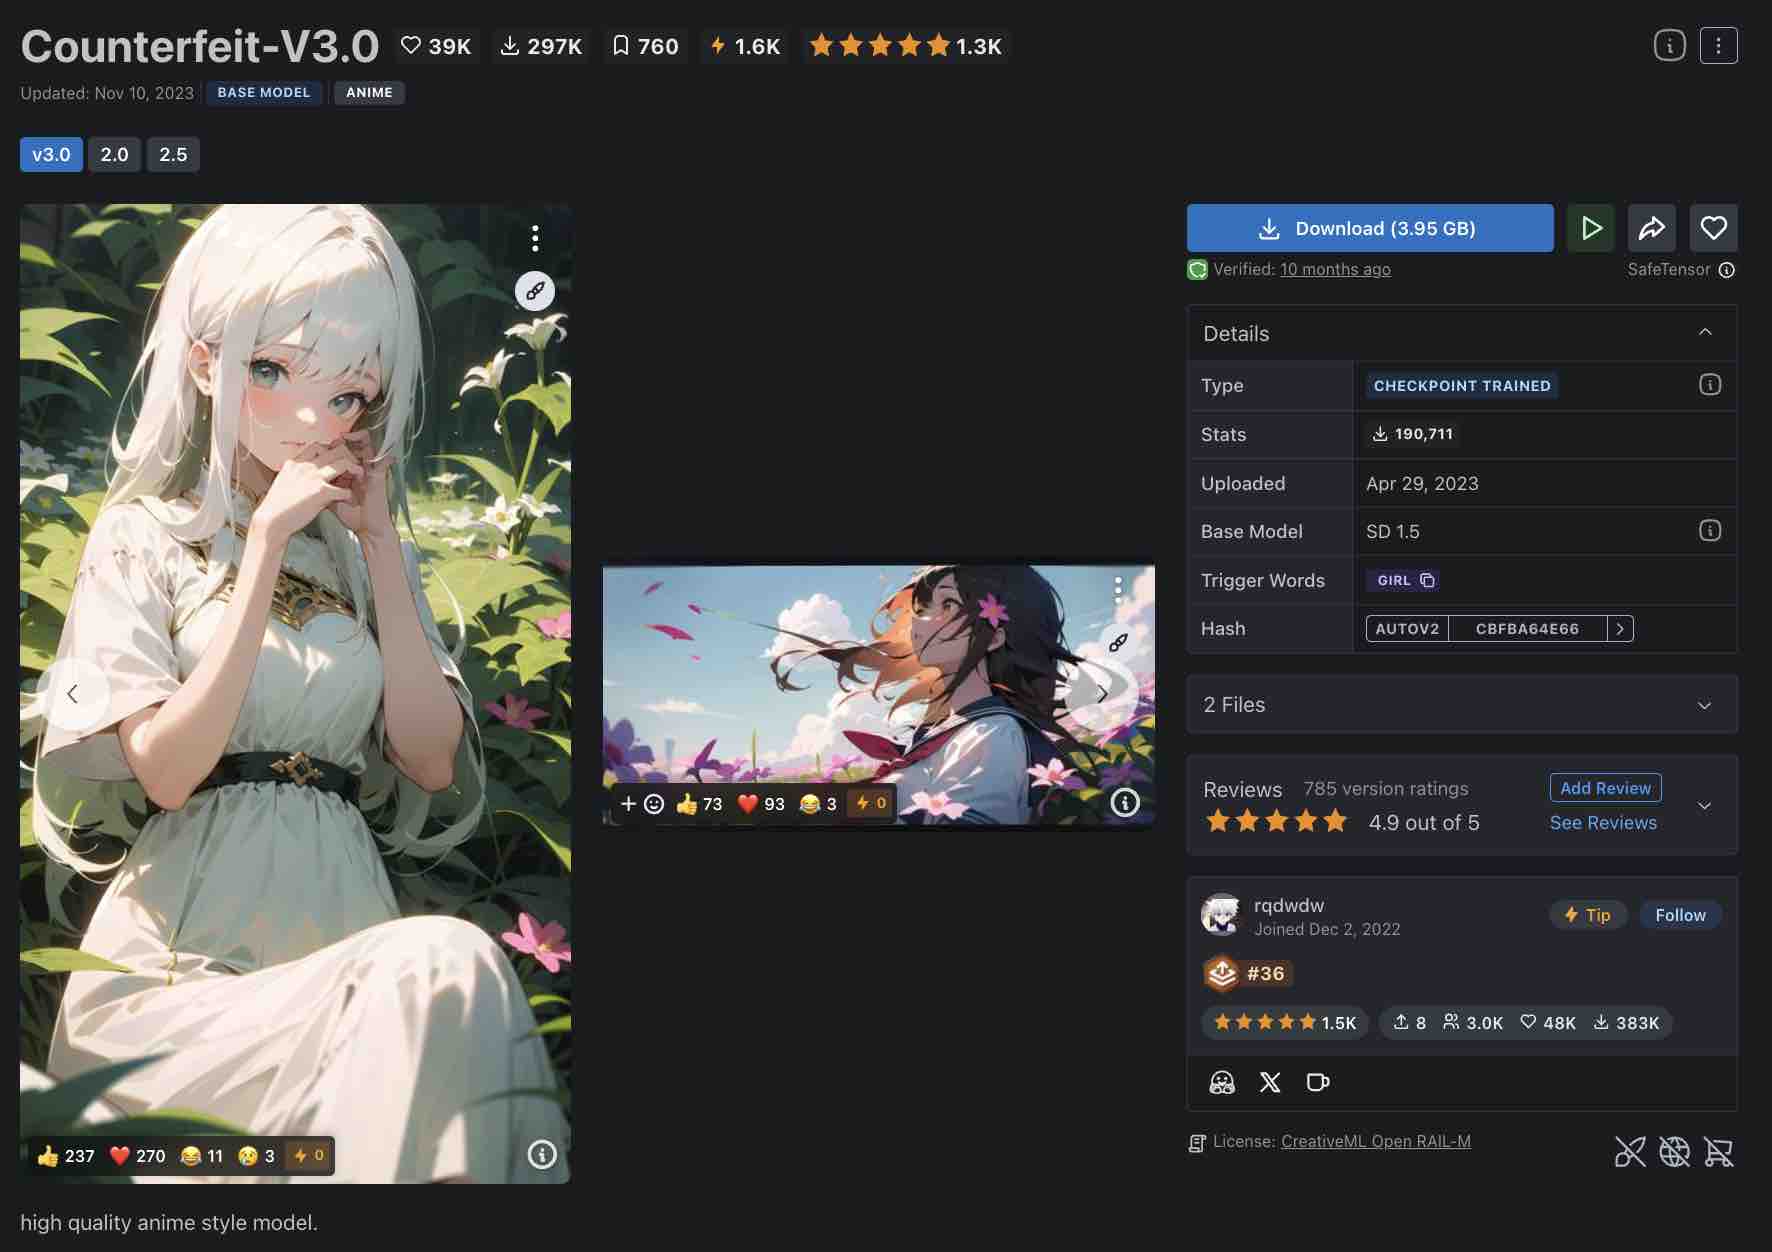 Counterfeit-V3.0 39K 297K 760 1.6K 1.3K
Updated: Nov 10, 2023 BASE MODEL ANIME
v3.0 2.0 2.5
Download (3.95 GB)
Verified: 10 months ago SafeTensor
Details
Type CHECKPOINT TRAINED
Stats 190,711
Uploaded Apr 29, 2023
Base Model SD 1.5
Trigger Words GIRL
Hash AUTOV2 CBFBA64E66
2 Files
Reviews 785 version ratings Add Review
4.9 out of 5 See Reviews
73 93 3 0
rqdwdw
Joined Dec 2, 2022
Tip Follow
#36
1.5K 8 3.0K 48K 383K
License: CreativeML Open RAIL-M
237 270 11 3 0
high quality anime style model.